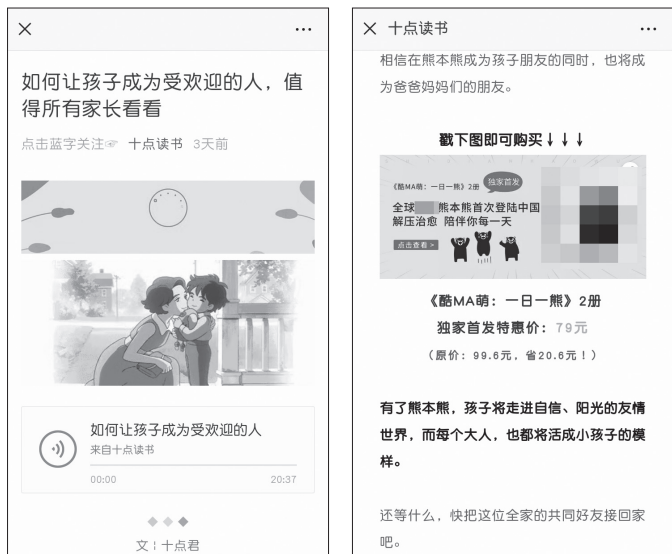 如何让孩子成为受欢迎的人，值
得所有家长看看
点击蓝字关注☞ 十点读书 3天前
如何让孩子成为受欢迎的人
来自十点读书
00:00 20:37
文 ¦ 十点君
十点读书
相信在熊本熊成为孩子朋友的同时，也将成
为爸爸妈妈们的朋友。
戳下图即可购买↓↓↓
《酷MA萌：一日一熊》2册
独家首发
全球 熊本熊首次登陆中国
解压治愈 陪伴你每一天
点击查看 >
《酷MA萌：一日一熊》2册
独家首发特惠价：79元
（原价：99.6元，省20.6元！）
有了熊本熊，孩子将走进自信、阳光的友情
世界，而每个大人，也都将活成小孩子的模
样。
还等什么，快把这位全家的共同好友接回家
吧。